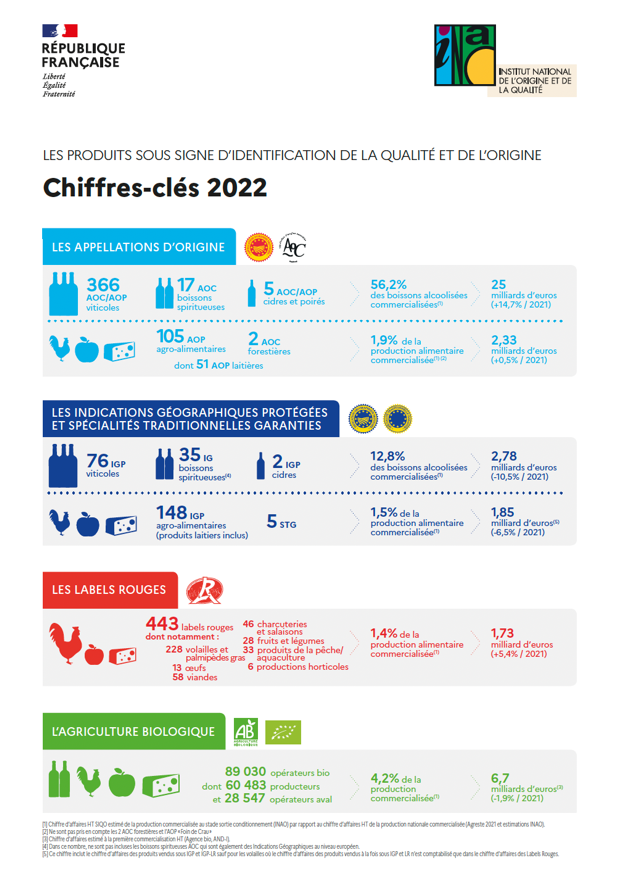 RÉPUBLIQUE
FRANÇAISE
Liberté
Égalité
Fraternité
inao
INSTITUT NATIONAL
DE L'ORIGINE ET DE
LA QUALITÉ
LES PRODUITS SOUS SIGNE D'IDENTIFICATION DE LA QUALITÉ ET DE L'ORIGINE
Chiffres-clés 2022
LES APPELLATIONS D'ORIGINE
AOC
366
AOC/AOP
viticoles
17 AOC
boissons
spiritueuses
5 AOC/AOP
cidres et poirés
56,2%
des boissons alcoolisées
commercialisées(1)
25
milliards d'euros
(+14,7% / 2021)
105 AOP
agro-alimentaires
2 AOC
forestières
dont 51 AOP laitières
1,9% de la
production alimentaire
commercialisée(1) (2)
2,33
milliards d'euros
(+0,5% / 2021)
LES INDICATIONS GÉOGRAPHIQUES PROTÉGÉES
ET SPÉCIALITÉS TRADITIONNELLES GARANTIES
76 IGP
viticoles
35 IG
boissons
spiritueuses(4)
2 IGP
cidres
12,8%
des boissons alcoolisées
commercialisées(1)
2,78
milliards d'euros
(-10,5% / 2021)
148 IGP
agro-alimentaires
(produits laitiers inclus)
5 STG
1,5% de la
production alimentaire
commercialisée(1)
1,85
milliard d'euros(5)
(-6,5% / 2021)
LES LABELS ROUGES
443 labels rouges
dont notamment :
228 volailles et
palmipèdes gras
13 œufs
58 viandes
46 charcuteries
et salaisons
28 fruits et légumes
33 produits de la pêche/
aquaculture
6 productions horticoles
1,4% de la
production alimentaire
commercialisée(1)
1,73
milliard d'euros
(+5,4% / 2021)
L'AGRICULTURE BIOLOGIQUE
AB
AGRICULTURE
BIOLOGIQUE
89 030 opérateurs bio
dont 60 483 producteurs
et 28 547 opérateurs aval
4,2% de la
production
commercialisée(1)
6,7
milliards d'euros(3)
(-1,9% / 2021)
(1) Chiffre d'affaires HT SIQO estimé de la production commercialisée au stade sortie conditionnement (AOC) par rapport au chiffre d'affaires HT de la production nationale commercialisée (Agreste 2021 et estimations INAO).
(2) Ne sont pas pris en compte les 2 AOC forestières et l'AOP «Foin de Crau»
(3) Chiffre d'affaires estimé à la première commercialisation HT (Agence bio, AND-I).
(4) Dans ce nombre, ne sont pas incluses les boissons spiritueuses AOC qui sont également des Indications Géographiques au niveau européen.
(5) Ce chiffre inclut le chiffre d'affaires des produits vendus sous IGP et IGP-LR sauf pour les volailles où le chiffre d'affaires des produits vendus à la fois sous IGP et LR n'est comptabilisé que dans le chiffre d'affaires des Labels Rouges.